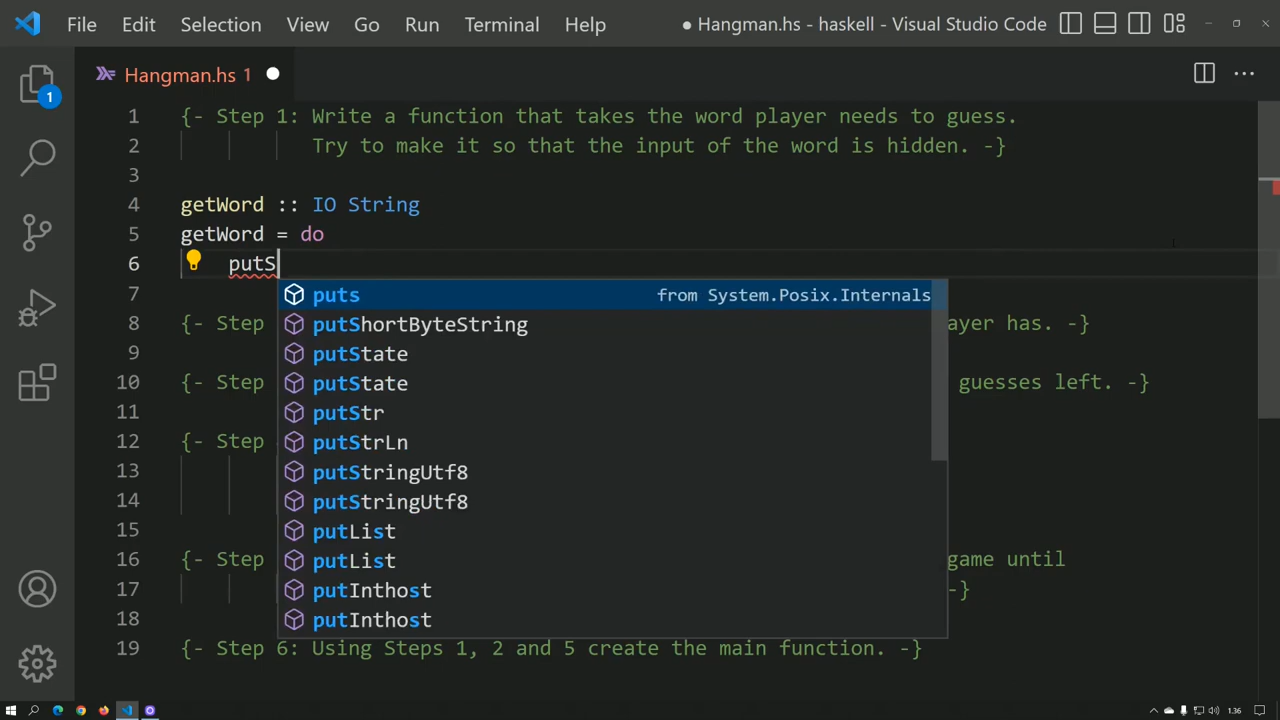 File Edit Selection View Go Run Terminal Help ● Hangman.hs - haskell - Visual Studio Code
Hangman.hs 1
1
1 {- Step 1: Write a function that takes the word player needs to guess.
2 Try to make it so that the input of the word is hidden. -}
3
4 getWord :: IO String
5 getWord = do
6 putS
7 puts from System.Posix.Internals
8 {- Step putShortByteString ayer has. -}
9 putState
10 {- Step putState guesses left. -}
11 putStr
12 {- Step putStrLn
13 putStringUtf8
14 putStringUtf8
15 putList
16 {- Step putList game until
17 putInthost -}
18 putInthost
19 {- Step 6: Using Steps 1, 2 and 5 create the main function. -}
1.36